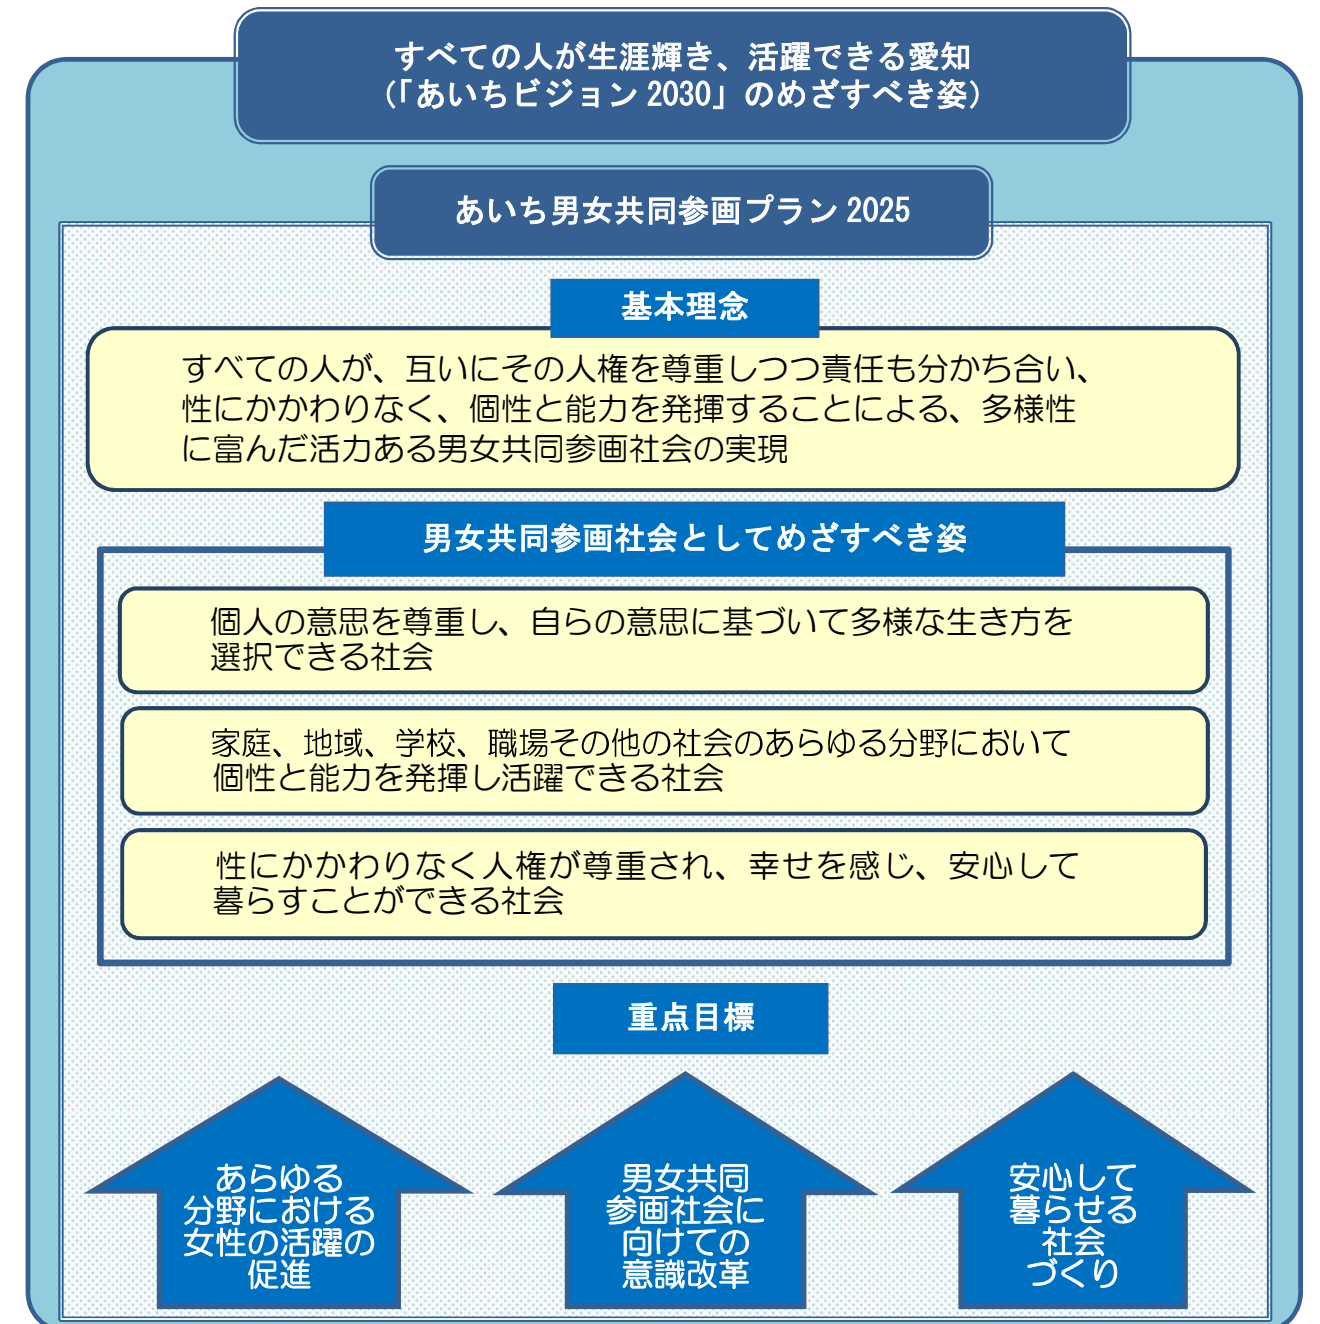 すべての人が生涯輝き、活躍できる愛知
(「あいちビジョン 2030」のめざすべき姿)
あいち男女共同参画プラン 2025
基本理念
すべての人が、互いにその人権を尊重しつつ責任も分かち合い、
性にかかわりなく、個性と能力を発揮することによる、多様性
に富んだ活力ある男女共同参画社会の実現
男女共同参画社会としてめざすべき姿
個人の意思を尊重し、自らの意思に基づいて多様な生き方を
選択できる社会
家庭、地域、学校、職場その他の社会のあらゆる分野において
個性と能力を発揮し活躍できる社会
性にかかわりなく人権が尊重され、幸せを感じ、安心して
暮らすことができる社会
重点目標
あらゆる
分野における
女性の活躍の
促進
男女共同
参画社会に
向けての
意識改革
安心して
暮らせる
社会
づくり